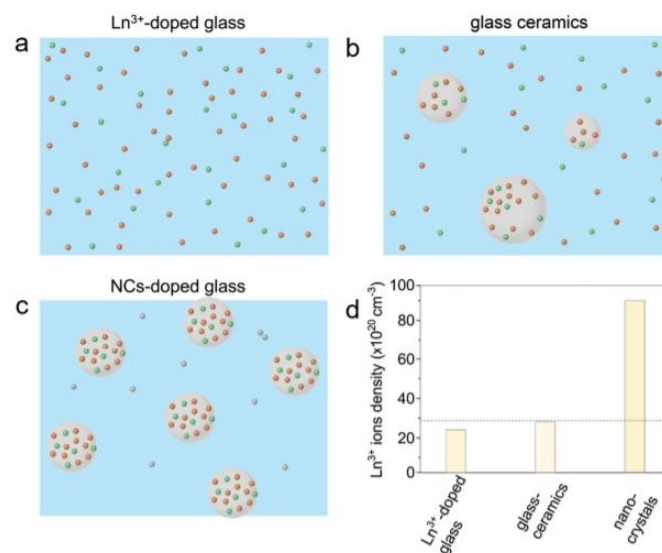 Ln³⁺-doped glass
glass ceramics
a
b
NCs-doped glass
c
d
Ln³⁺ ions density (x10²⁰ cm⁻³)
100
80
60
40
20
0
Ln³⁺-doped
glass
glass-
ceramics
nano-
crystals